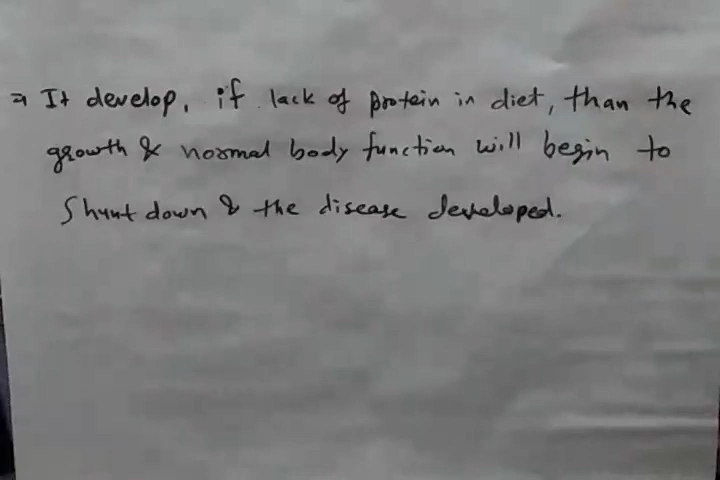 ⇒ It develop, if lack of protein in diet, than the
growth & normal body function will begin to
Shunt down & the disease developed.